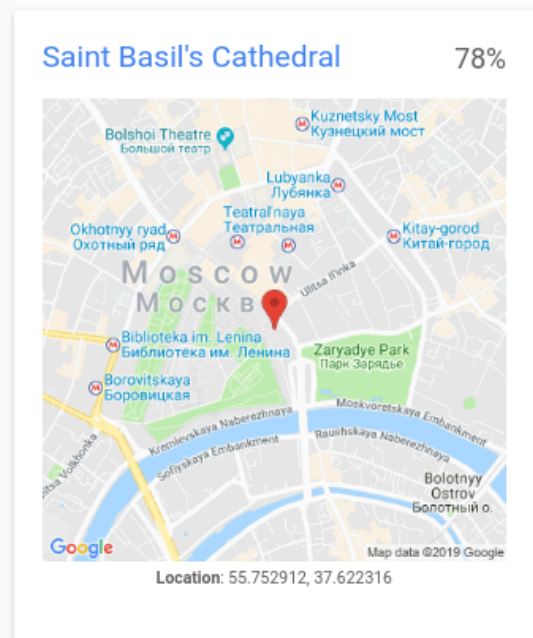 Saint Basil's Cathedral
78%
Kuznetsky Most
Кузнецкий мост
Bolshoi Theatre
Большой театр
Lubyanka
Лубянка
Teatral'naya
Театральная
Okhotnyy ryad
Охотный ряд
Kitay-gorod
Китай-город
Moscow
Москв
Ulitsa Il'inka
Biblioteka im. Lenina
Библиотека им. Ленина
Zaryadye Park
Парк Зарядье
Borovitskaya
Боровицкая
Moskvoretskaya Embankment
Kremlevskaya Naberezhnaya
Raushskaya Naberezhnaya
Sofiyskaya Embankment
itsa Volkhonka
Bolotnyy
Ostrov
Болотный о.
Google
Map data ©2019 Google
Location: 55.752912, 37.622316